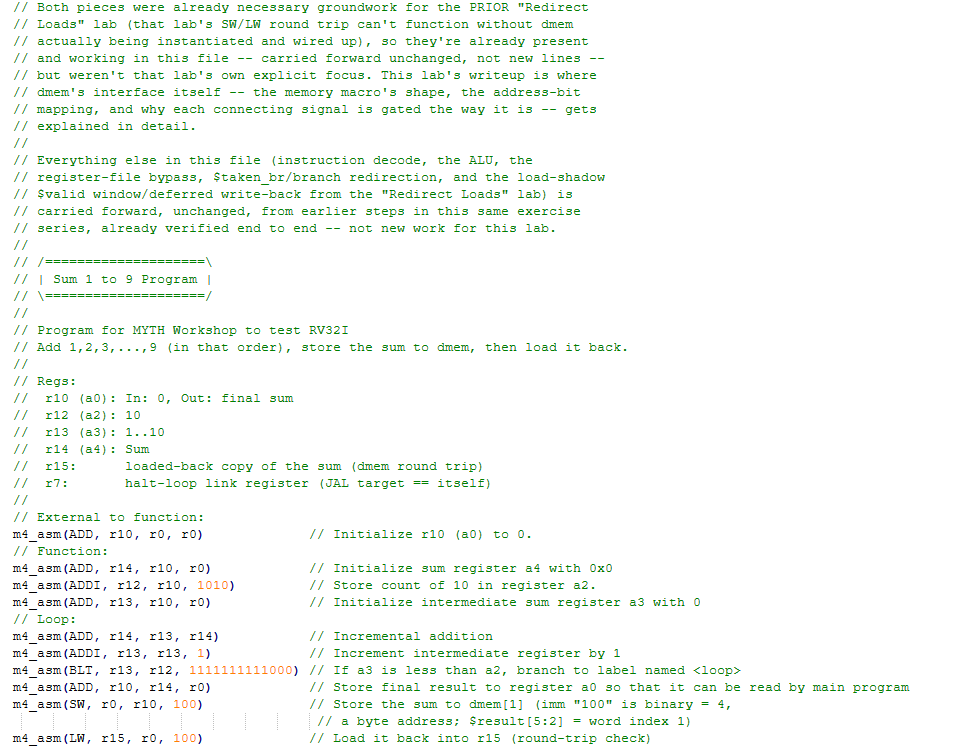 // Both pieces were already necessary groundwork for the PRIOR "Redirect
// Loads" lab (that lab's SW/LW round trip can't function without dmem
// actually being instantiated and wired up), so they're already present
// and working in this file -- carried forward unchanged, not new lines --
// but weren't that lab's own explicit focus. This lab's writeup is where
// dmem's interface itself -- the memory macro's shape, the address-bit
// mapping, and why each connecting signal is gated the way it is -- gets
// explained in detail.
//
// Everything else in this file (instruction decode, the ALU, the
// register-file bypass, $taken_br/branch redirection, and the load-shadow
// $valid window/deferred write-back from the "Redirect Loads" lab) is
// carried forward, unchanged, from earlier steps in this same exercise
// series, already verified end to end -- not new work for this lab.
//
// /====================\
// | Sum 1 to 9 Program |
// \====================/
//
// Program for MYTH Workshop to test RV32I
// Add 1,2,3,...,9 (in that order), store the sum to dmem, then load it back.
//
// Regs:
//  r10 (a0): In: 0, Out: final sum
//  r12 (a2): 10
//  r13 (a3): 1..10
//  r14 (a4): Sum
//  r15:      loaded-back copy of the sum (dmem round trip)
//  r7:       halt-loop link register (JAL target == itself)
//
// External to function:
m4_asm(ADD, r10, r0, r0)             // Initialize r10 (a0) to 0.
// Function:
m4_asm(ADD, r14, r10, r0)            // Initialize sum register a4 with 0x0
m4_asm(ADDI, r12, r10, 1010)         // Store count of 10 in register a2.
m4_asm(ADD, r13, r10, r0)            // Initialize intermediate sum register a3 with 0
// Loop:
m4_asm(ADD, r14, r13, r14)           // Incremental addition
m4_asm(ADDI, r13, r13, 1)            // Increment intermediate register by 1
m4_asm(BLT, r13, r12, 1111111111000) // If a3 is less than a2, branch to label named <loop>
m4_asm(ADD, r10, r14, r0)            // Store final result to register a0 so that it can be read by main program
m4_asm(SW, r0, r10, 100)             // Store the sum to dmem[1] (imm "100" is binary = 4,
                                      // a byte address; $result[5:2] = word index 1)
m4_asm(LW, r15, r0, 100)             // Load it back into r15 (round-trip check)